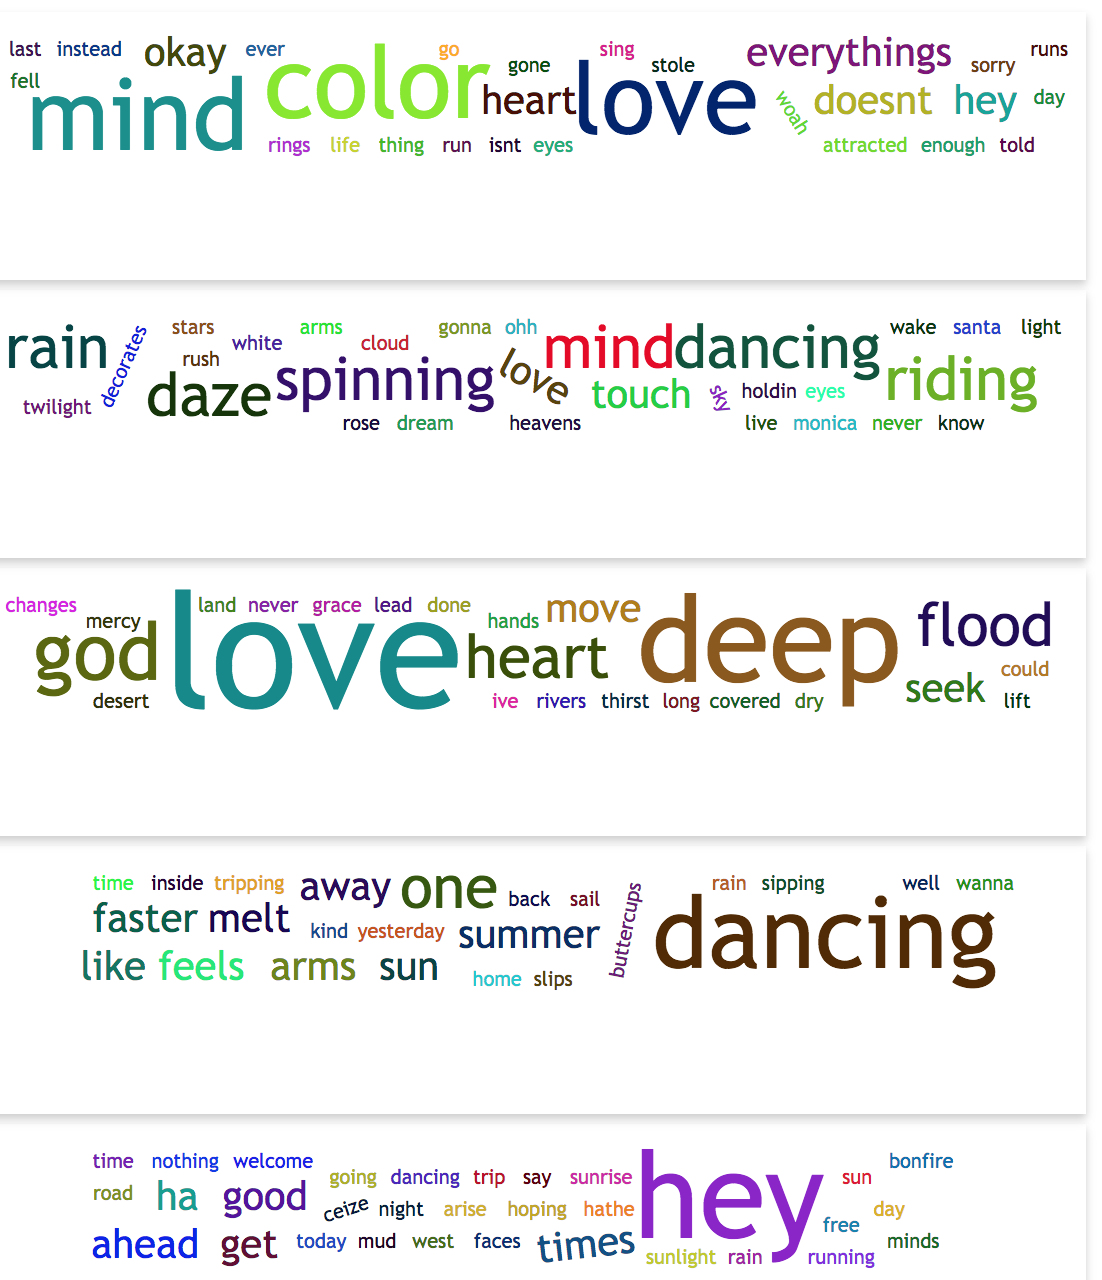 last instead okay ever go sing everythings runs
fell mind color gone heart love stole sorry
woah doesnt hey day
rings life thing run isnt eyes attracted enough told
rain decorates stars arms gonna ohh mind dancing wake santa light
rush white cloud
twilight daze spinning love touch sky holdin eyes riding
rose dream heavens live monica never know
changes land never grace lead done move deep flood
mercy god love hands heart could
desert ive rivers thirst long covered dry seek lift
time inside tripping away one back sail buttercups rain sipping well wanna
faster melt kind yesterday summer dancing
like feels arms sun home slips
time nothing welcome going dancing trip say sunrise hey sun bonfire
road ha good ceize night arise hoping hathe free day
ahead get today mud west faces times minds
sunlight rain running